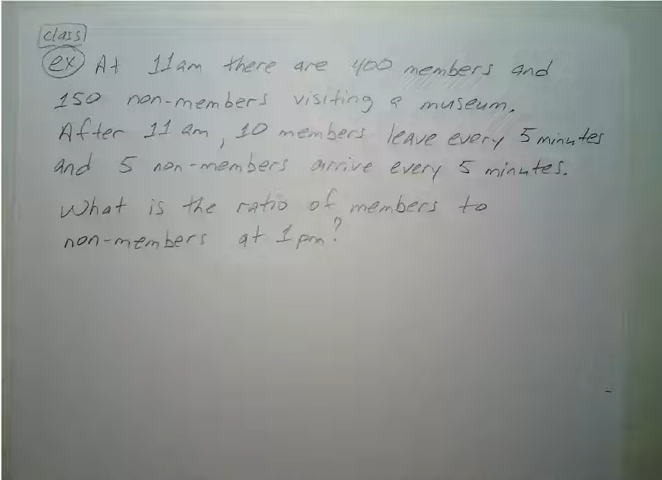 class
ex At 11am there are 400 members and
150 non-members visiting a museum.
After 11 am, 10 members leave every 5 minutes
and 5 non-members arrive every 5 minutes.
What is the ratio of members to
non-members at 1pm?